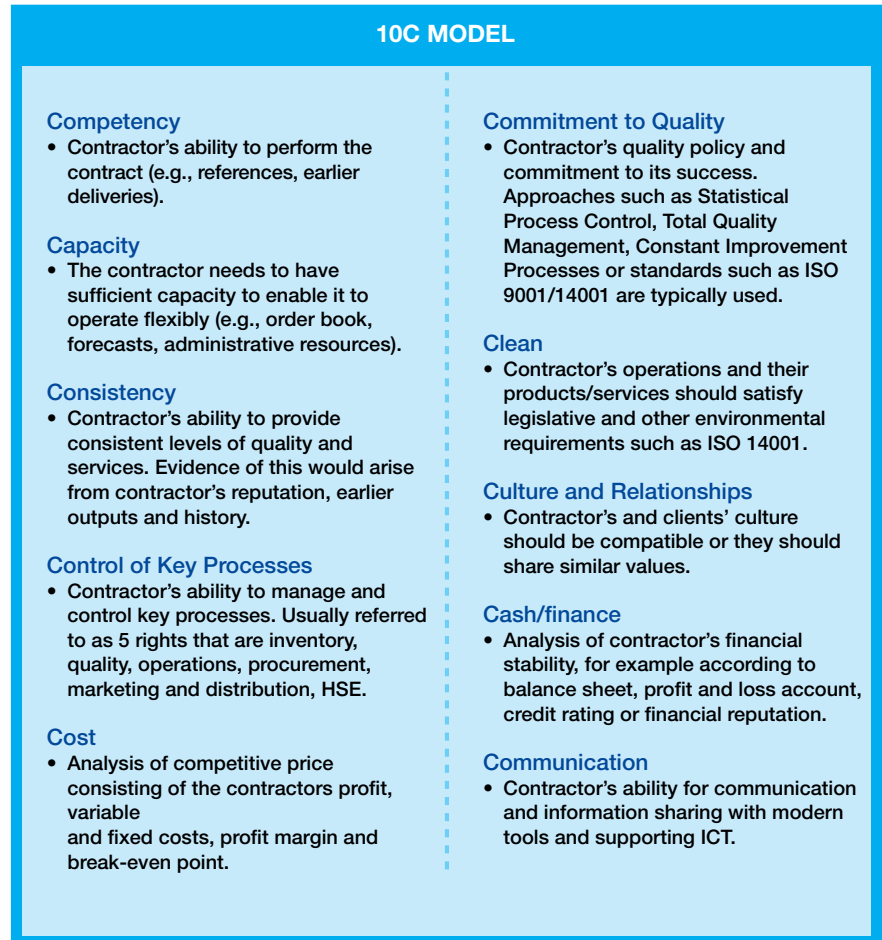 10C MODEL
Competency
• Contractor's ability to perform the
contract (e.g., references, earlier
deliveries).
Capacity
• The contractor needs to have
sufficient capacity to enable it to
operate flexibly (e.g., order book,
forecasts, administrative resources).
Consistency
• Contractor's ability to provide
consistent levels of quality and
services. Evidence of this would arise
from contractor's reputation, earlier
outputs and history.
Control of Key Processes
• Contractor's ability to manage and
control key processes. Usually referred
to as 5 rights that are inventory,
quality, operations, procurement,
marketing and distribution, HSE.
Cost
• Analysis of competitive price
consisting of the contractors profit,
variable
and fixed costs, profit margin and
break-even point.
Commitment to Quality
• Contractor's quality policy and
commitment to its success.
Approaches such as Statistical
Process Control, Total Quality
Management, Constant Improvement
Processes or standards such as ISO
9001/14001 are typically used.
Clean
• Contractor's operations and their
products/services should satisfy
legislative and other environmental
requirements such as ISO 14001.
Culture and Relationships
• Contractor's and clients' culture
should be compatible or they should
share similar values.
Cash/finance
• Analysis of contractor's financial
stability, for example according to
balance sheet, profit and loss account,
credit rating or financial reputation.
Communication
• Contractor's ability for communication
and information sharing with modern
tools and supporting ICT.